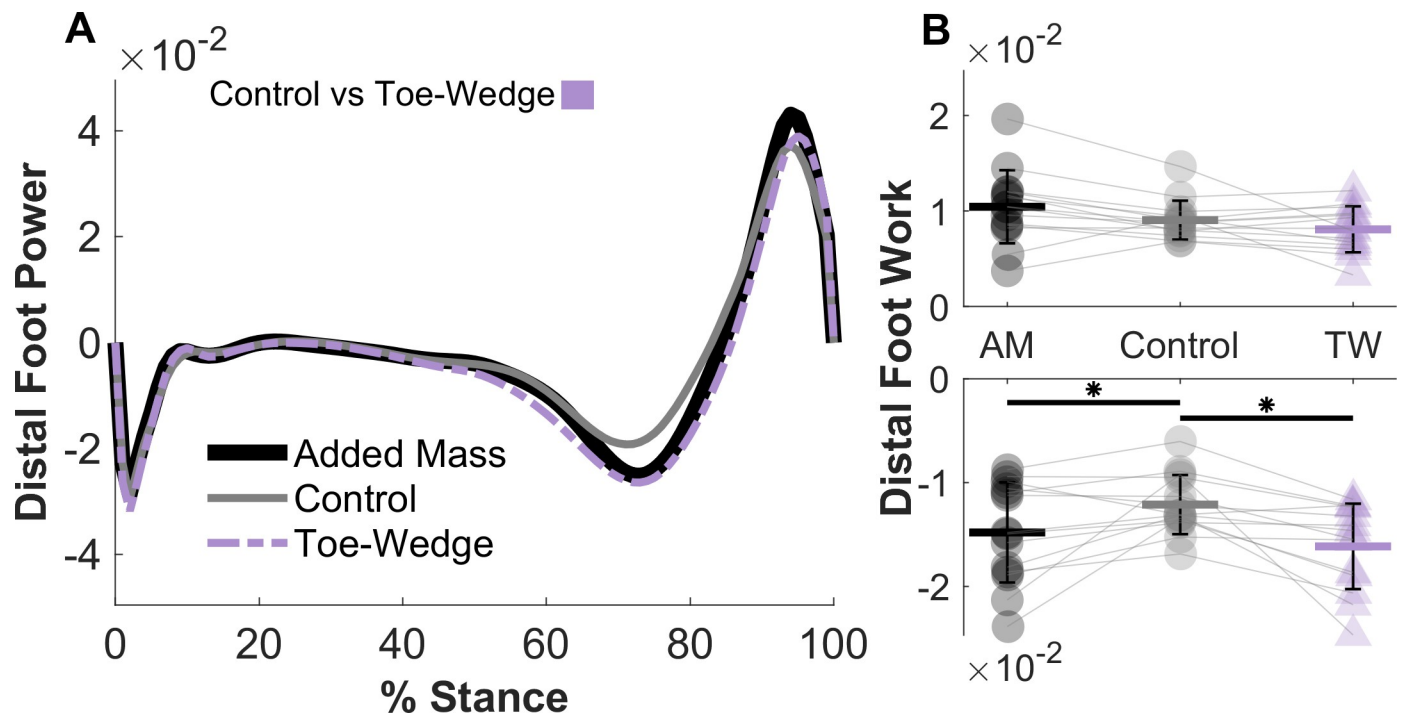 A
×10⁻²
Control vs Toe-Wedge
Distal Foot Power
4
2
0
-2
-4
Added Mass
Control
Toe-Wedge
0 20 40 60 80 100
% Stance
B
×10⁻²
Distal Foot Work
2
1
0
AM Control TW
0
*
*
-1
-2
×10⁻²